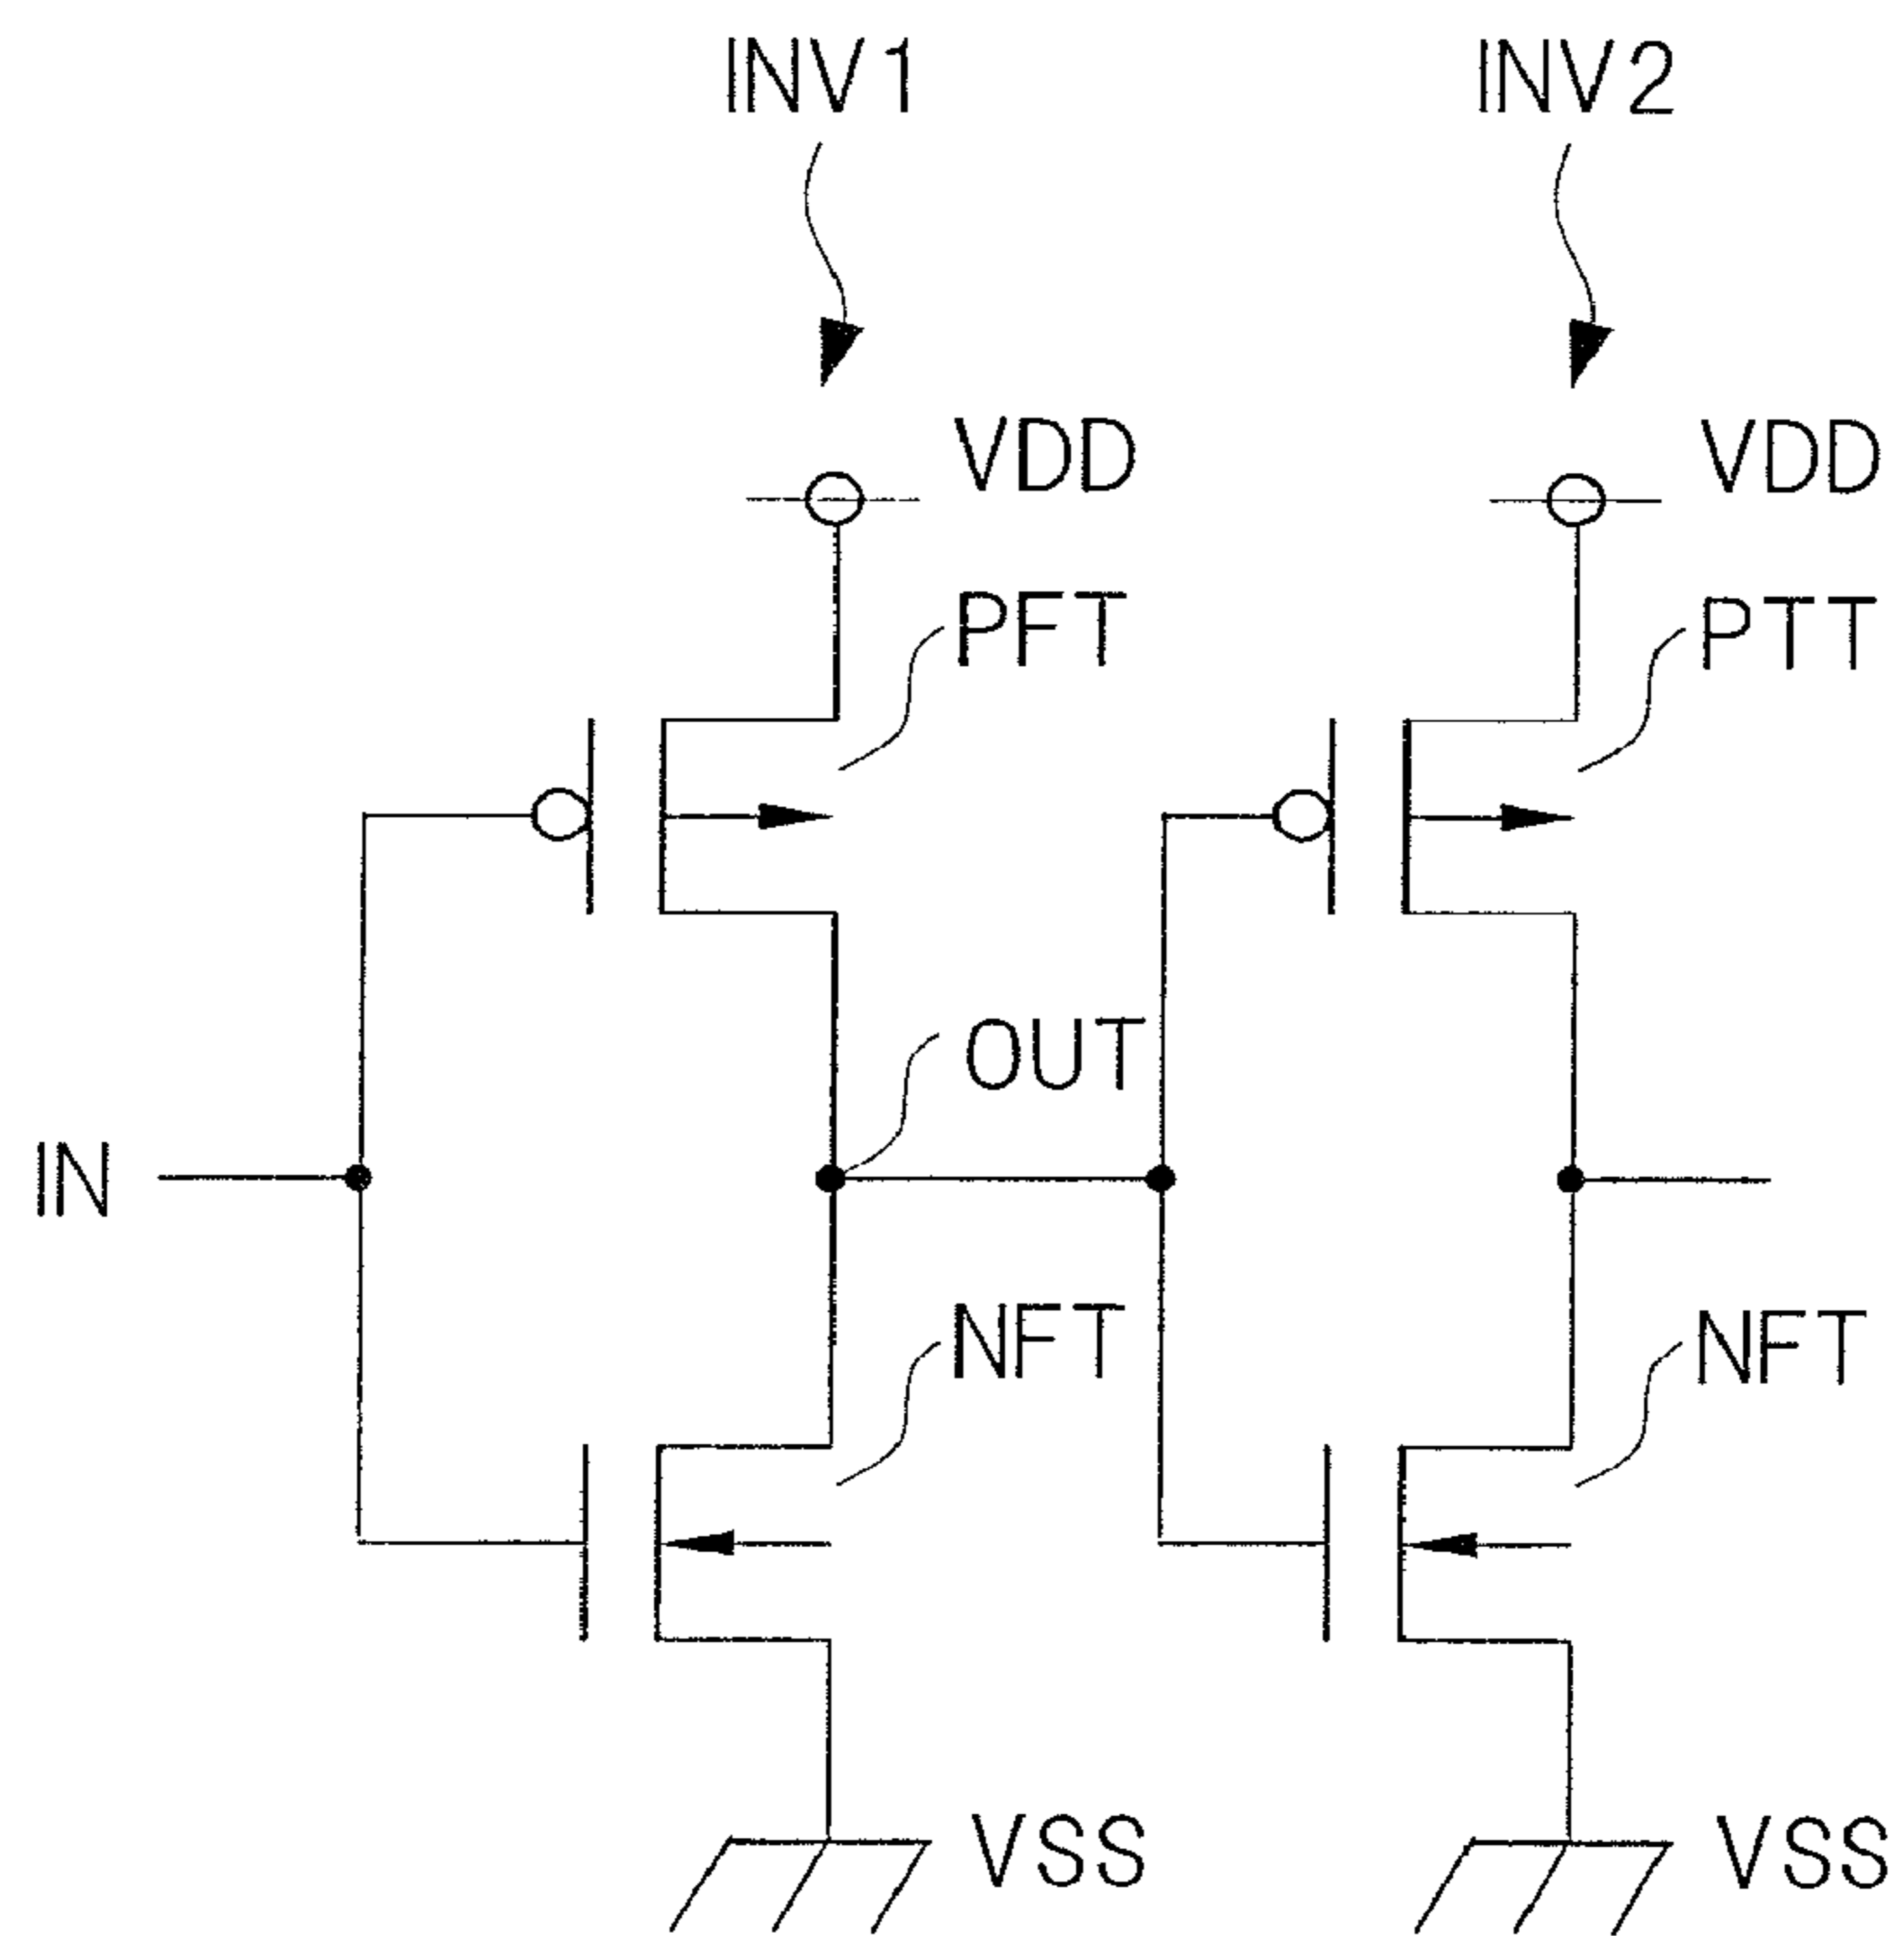 INV1 INV2
VDD VDD
PFT PTT
OUT
IN
NFT NFT
VSS VSS